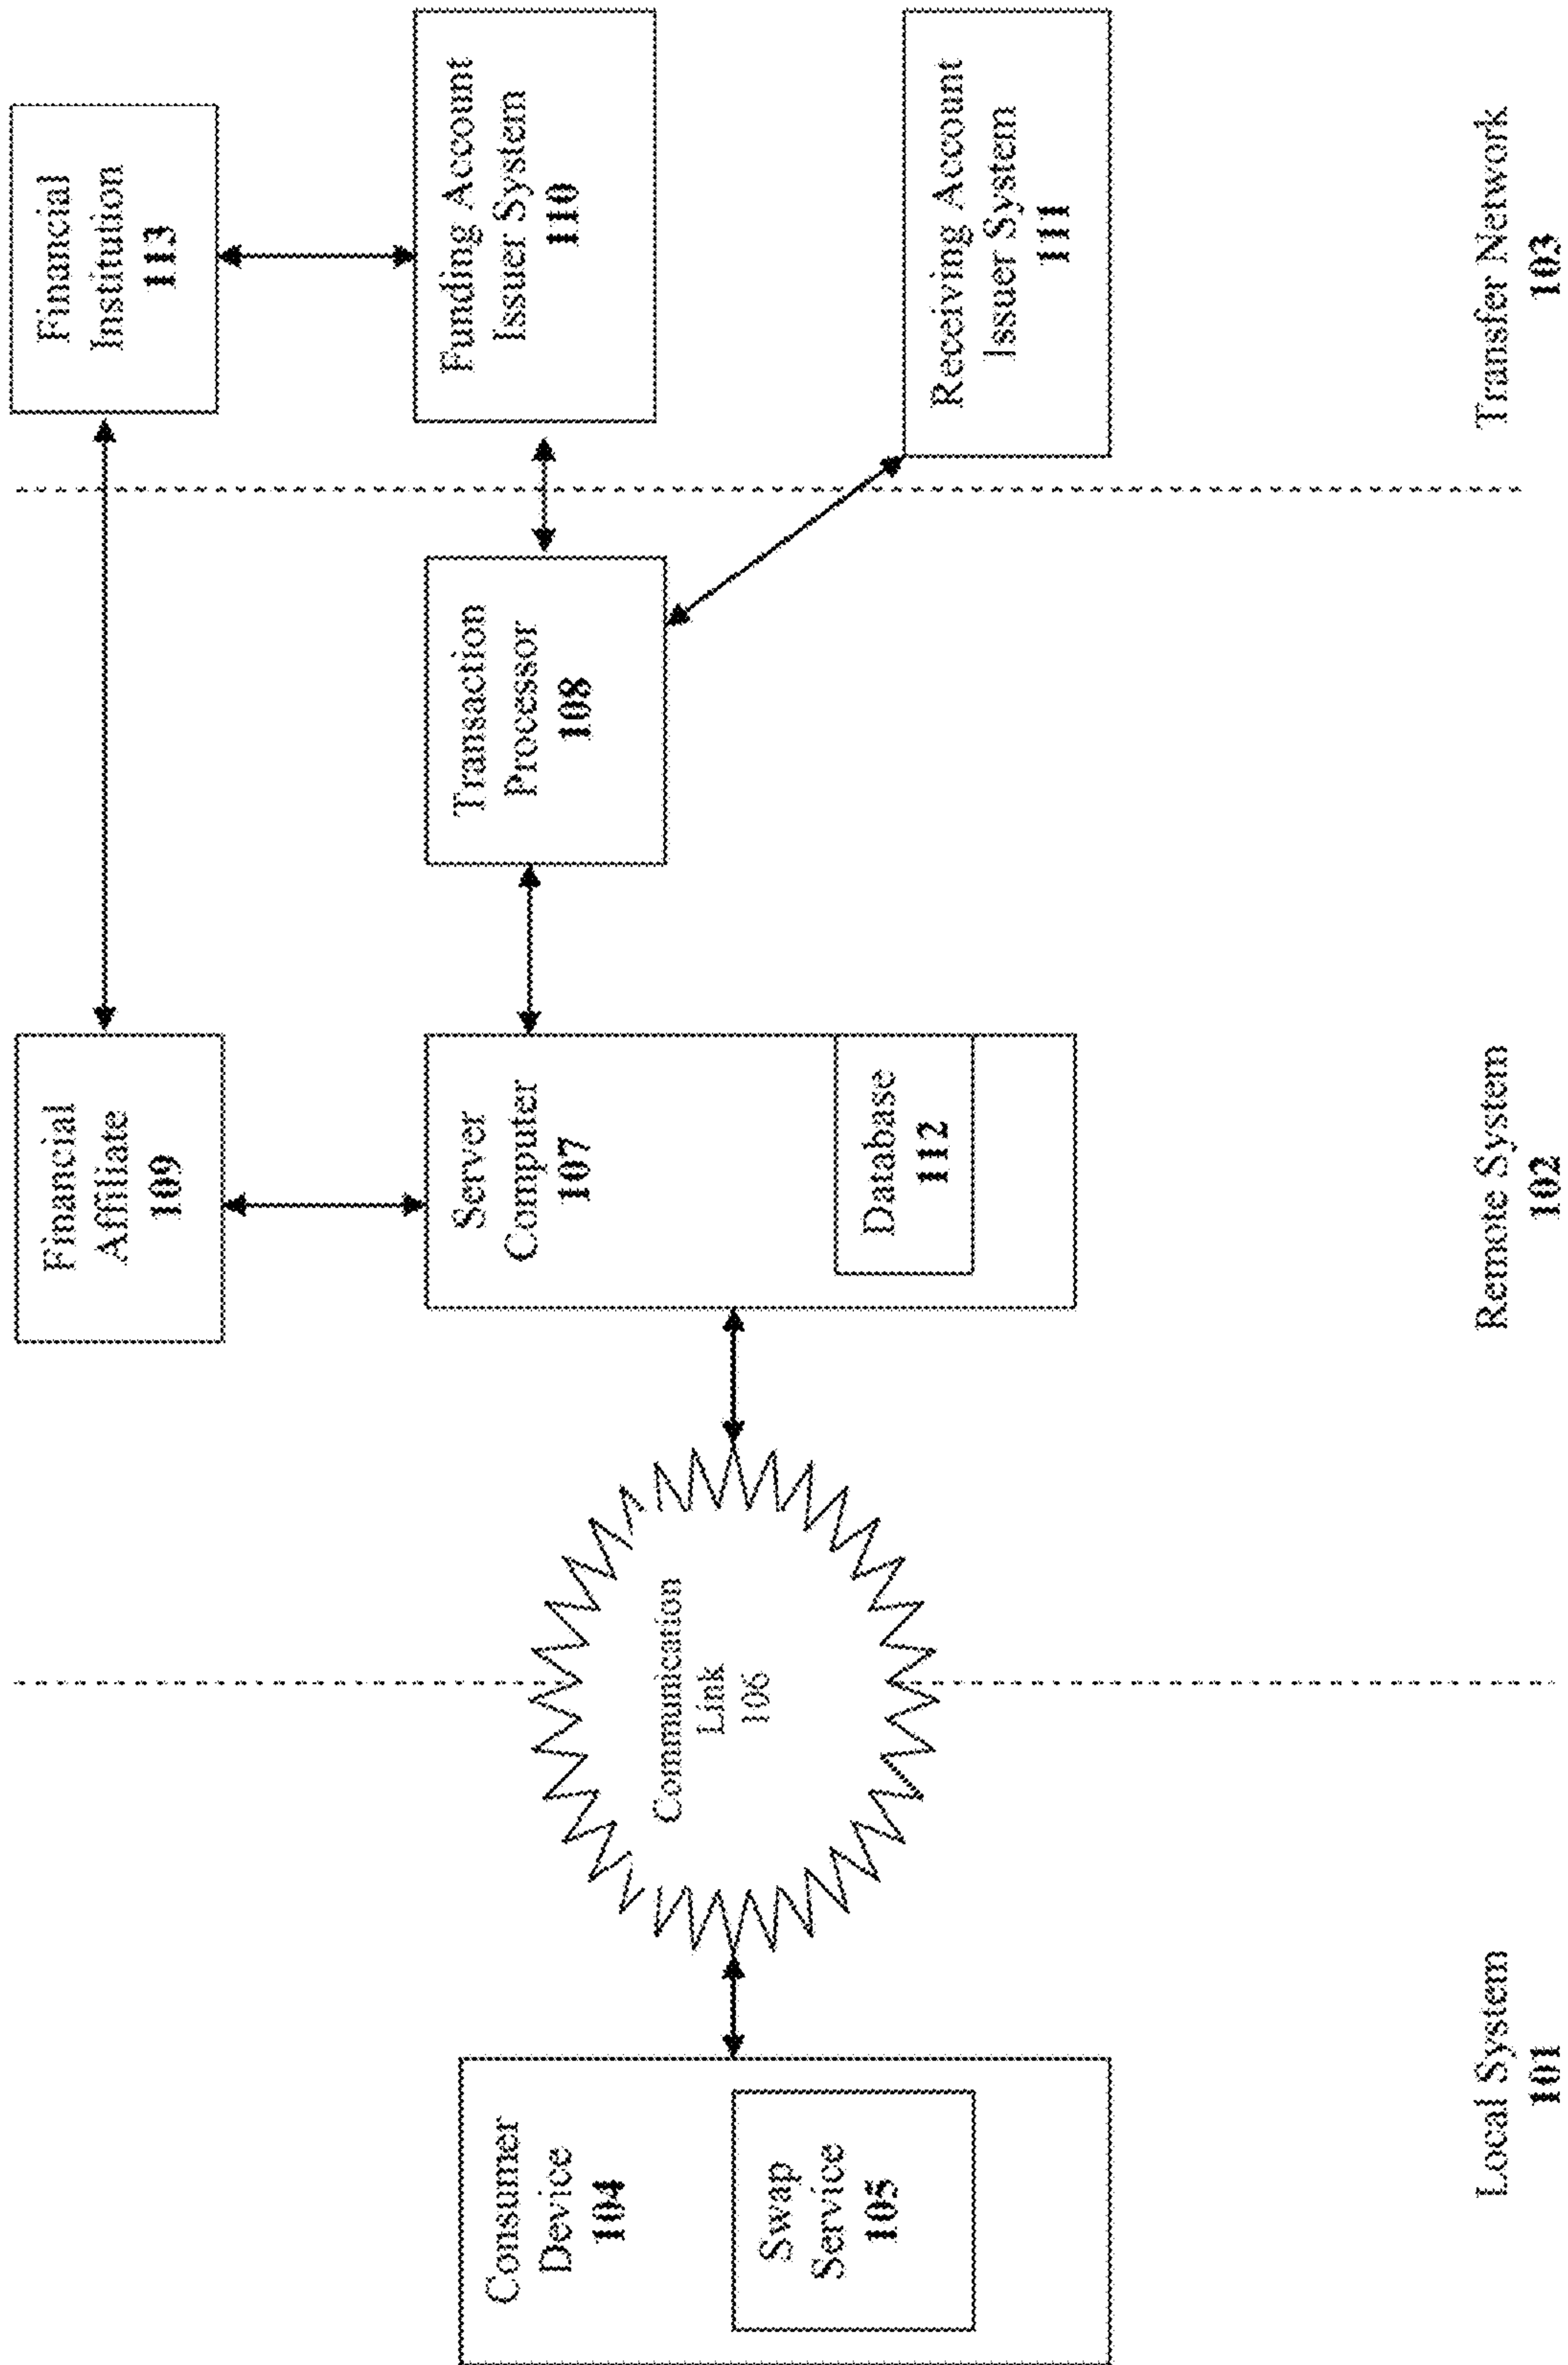 Financial
Affiliate
109
Financial
Institution
113
Consumer
Device
104
Swap
Service
105
Communication
Link
106
Server
Computer
107
Database
112
Transaction
Processor
108
Funding Account
Issuer System
110
Receiving Account
Issuer System
111
Local System
101
Remote System
102
Transfer Network
103